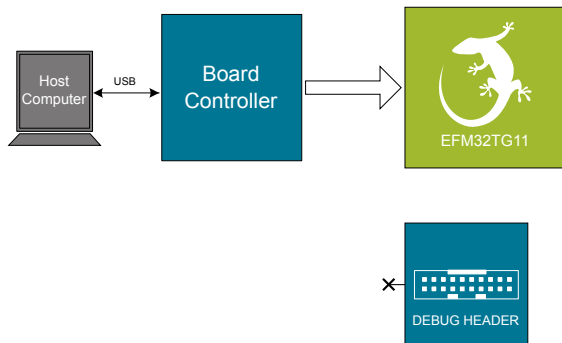 Host
Computer
USB
Board
Controller
EFM32TG11
DEBUG HEADER